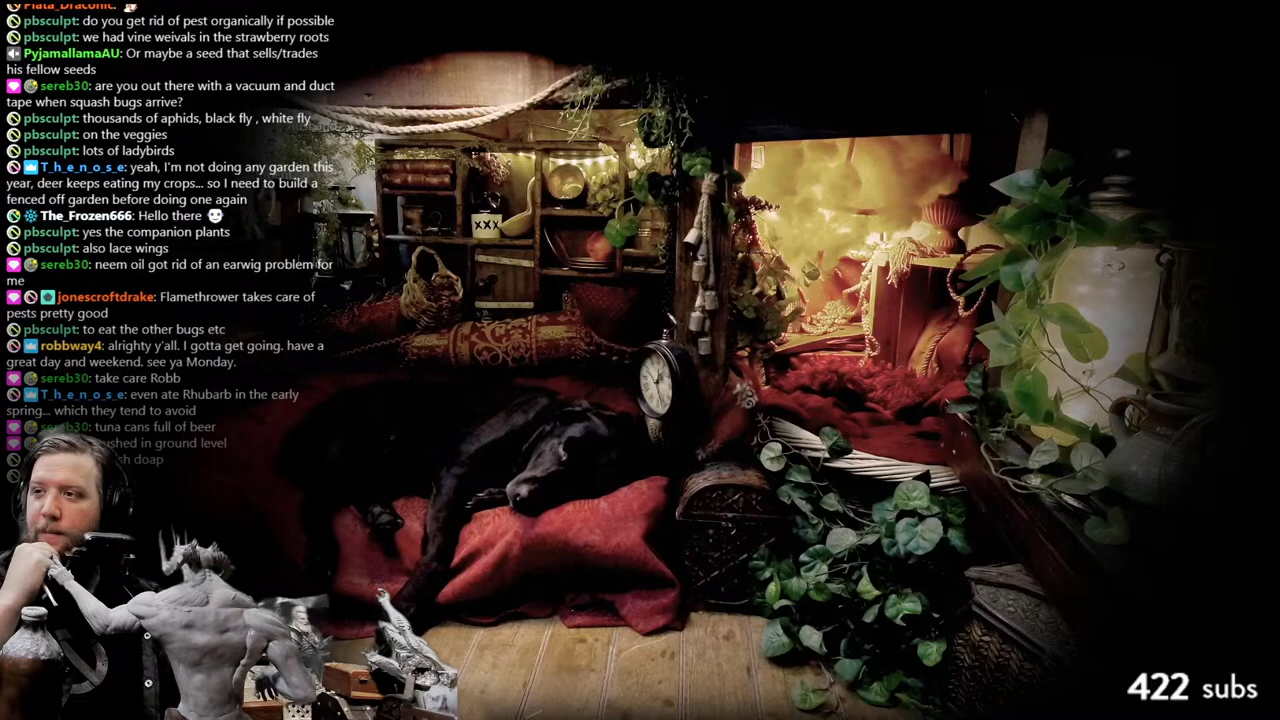 Plata_Draconic:
pbsculpt: do you get rid of pest organically if possible
pbsculpt: we had vine weivals in the strawberry roots
PyjamallamaAU: Or maybe a seed that sells/trades
his fellow seeds
sereb30: are you out there with a vacuum and duct
tape when squash bugs arrive?
pbsculpt: thousands of aphids, black fly , white fly
pbsculpt: on the veggies
pbsculpt: lots of ladybirds
T_h_e_n_o_s_e: yeah, I'm not doing any garden this
year, deer keeps eating my crops... so I need to build a
fenced off garden before doing one again
The_Frozen666: Hello there
pbsculpt: yes the companion plants
pbsculpt: also lace wings
sereb30: neem oil got rid of an earwig problem for
me
jonescroftdrake: Flamethrower takes care of
pests pretty good
pbsculpt: to eat the other bugs etc
robbway4: alrighty y'all. I gotta get going. have a
great day and weekend. see ya Monday.
sereb30: take care Robb
T_h_e_n_o_s_e: even ate Rhubarb in the early
spring... which they tend to avoid
sereb30: tuna cans full of beer
ushed in ground level
sh doap
XXX
422 subs